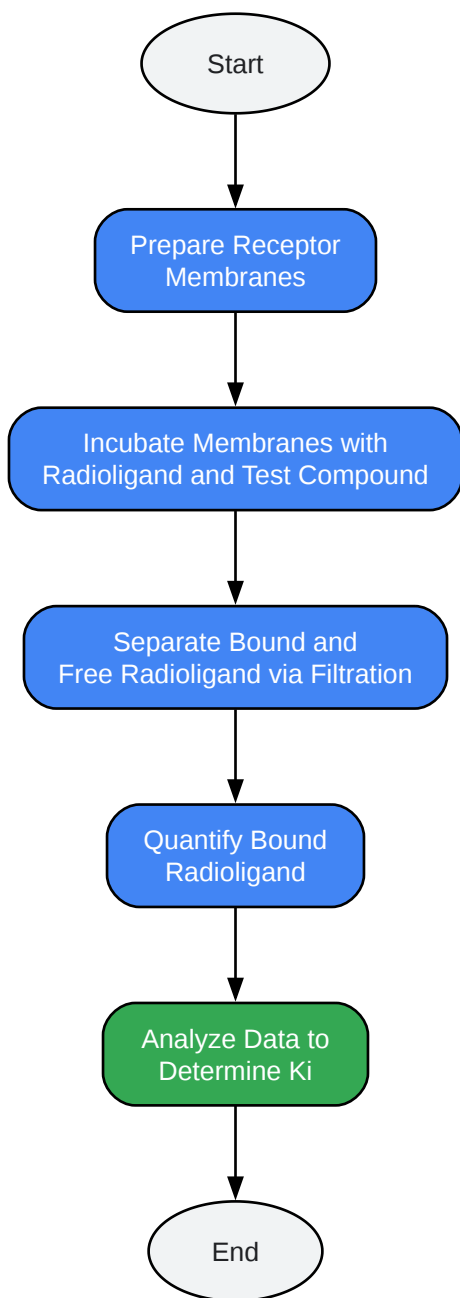 Start
Prepare Receptor
Membranes
Incubate Membranes with
Radioligand and Test Compound
Separate Bound and
Free Radioligand via Filtration
Quantify Bound
Radioligand
Analyze Data to
Determine Ki
End